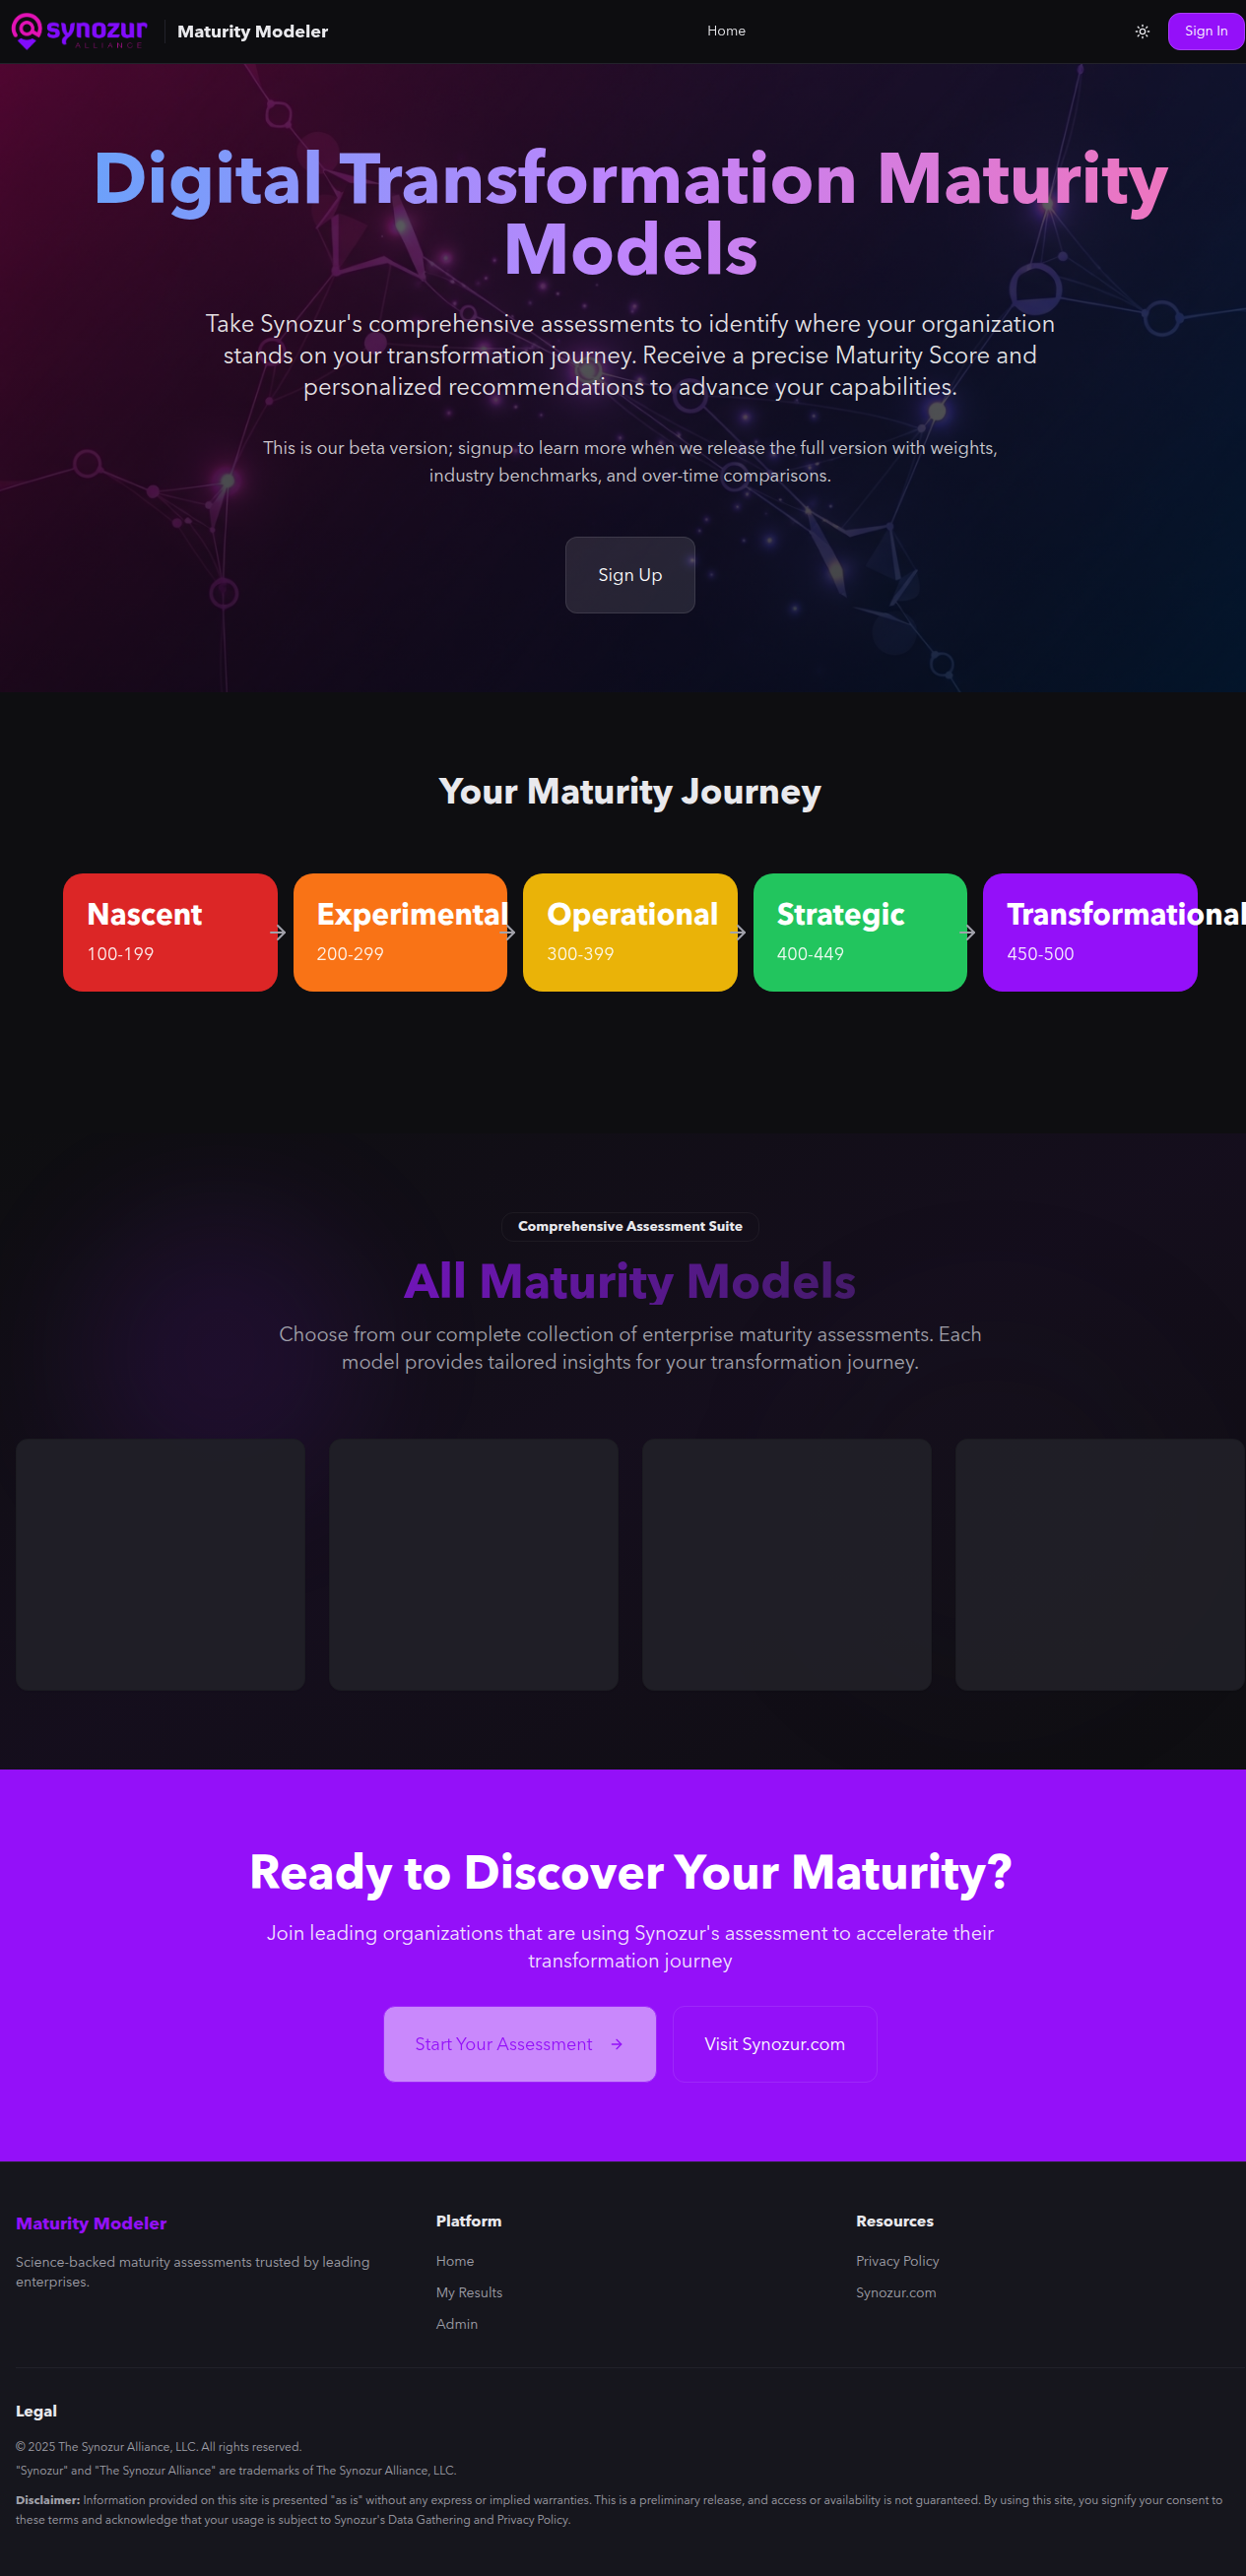 synozur
ALLIANCE
Maturity Modeler
Home
Sign In
Digital Transformation Maturity
Models
Take Synozur's comprehensive assessments to identify where your organization
stands on your transformation journey. Receive a precise Maturity Score and
personalized recommendations to advance your capabilities.
This is our beta version; signup to learn more when we release the full version with weights,
industry benchmarks, and over-time comparisons.
Sign Up
Your Maturity Journey
Nascent
100-199
Experimental
200-299
Operational
300-399
Strategic
400-449
Transformational
450-500
Comprehensive Assessment Suite
All Maturity Models
Choose from our complete collection of enterprise maturity assessments. Each
model provides tailored insights for your transformation journey.
Ready to Discover Your Maturity?
Join leading organizations that are using Synozur's assessment to accelerate their
transformation journey
Start Your Assessment
Visit Synozur.com
Maturity Modeler
Science-backed maturity assessments trusted by leading
enterprises.
Platform
Home
My Results
Admin
Resources
Privacy Policy
Synozur.com
Legal
© 2025 The Synozur Alliance, LLC. All rights reserved.
"Synozur" and "The Synozur Alliance" are trademarks of The Synozur Alliance, LLC.
Disclaimer: Information provided on this site is presented "as is" without any express or implied warranties. This is a preliminary release, and access or availability is not guaranteed. By using this site, you signify your consent to
these terms and acknowledge that your usage is subject to Synozur's Data Gathering and Privacy Policy.